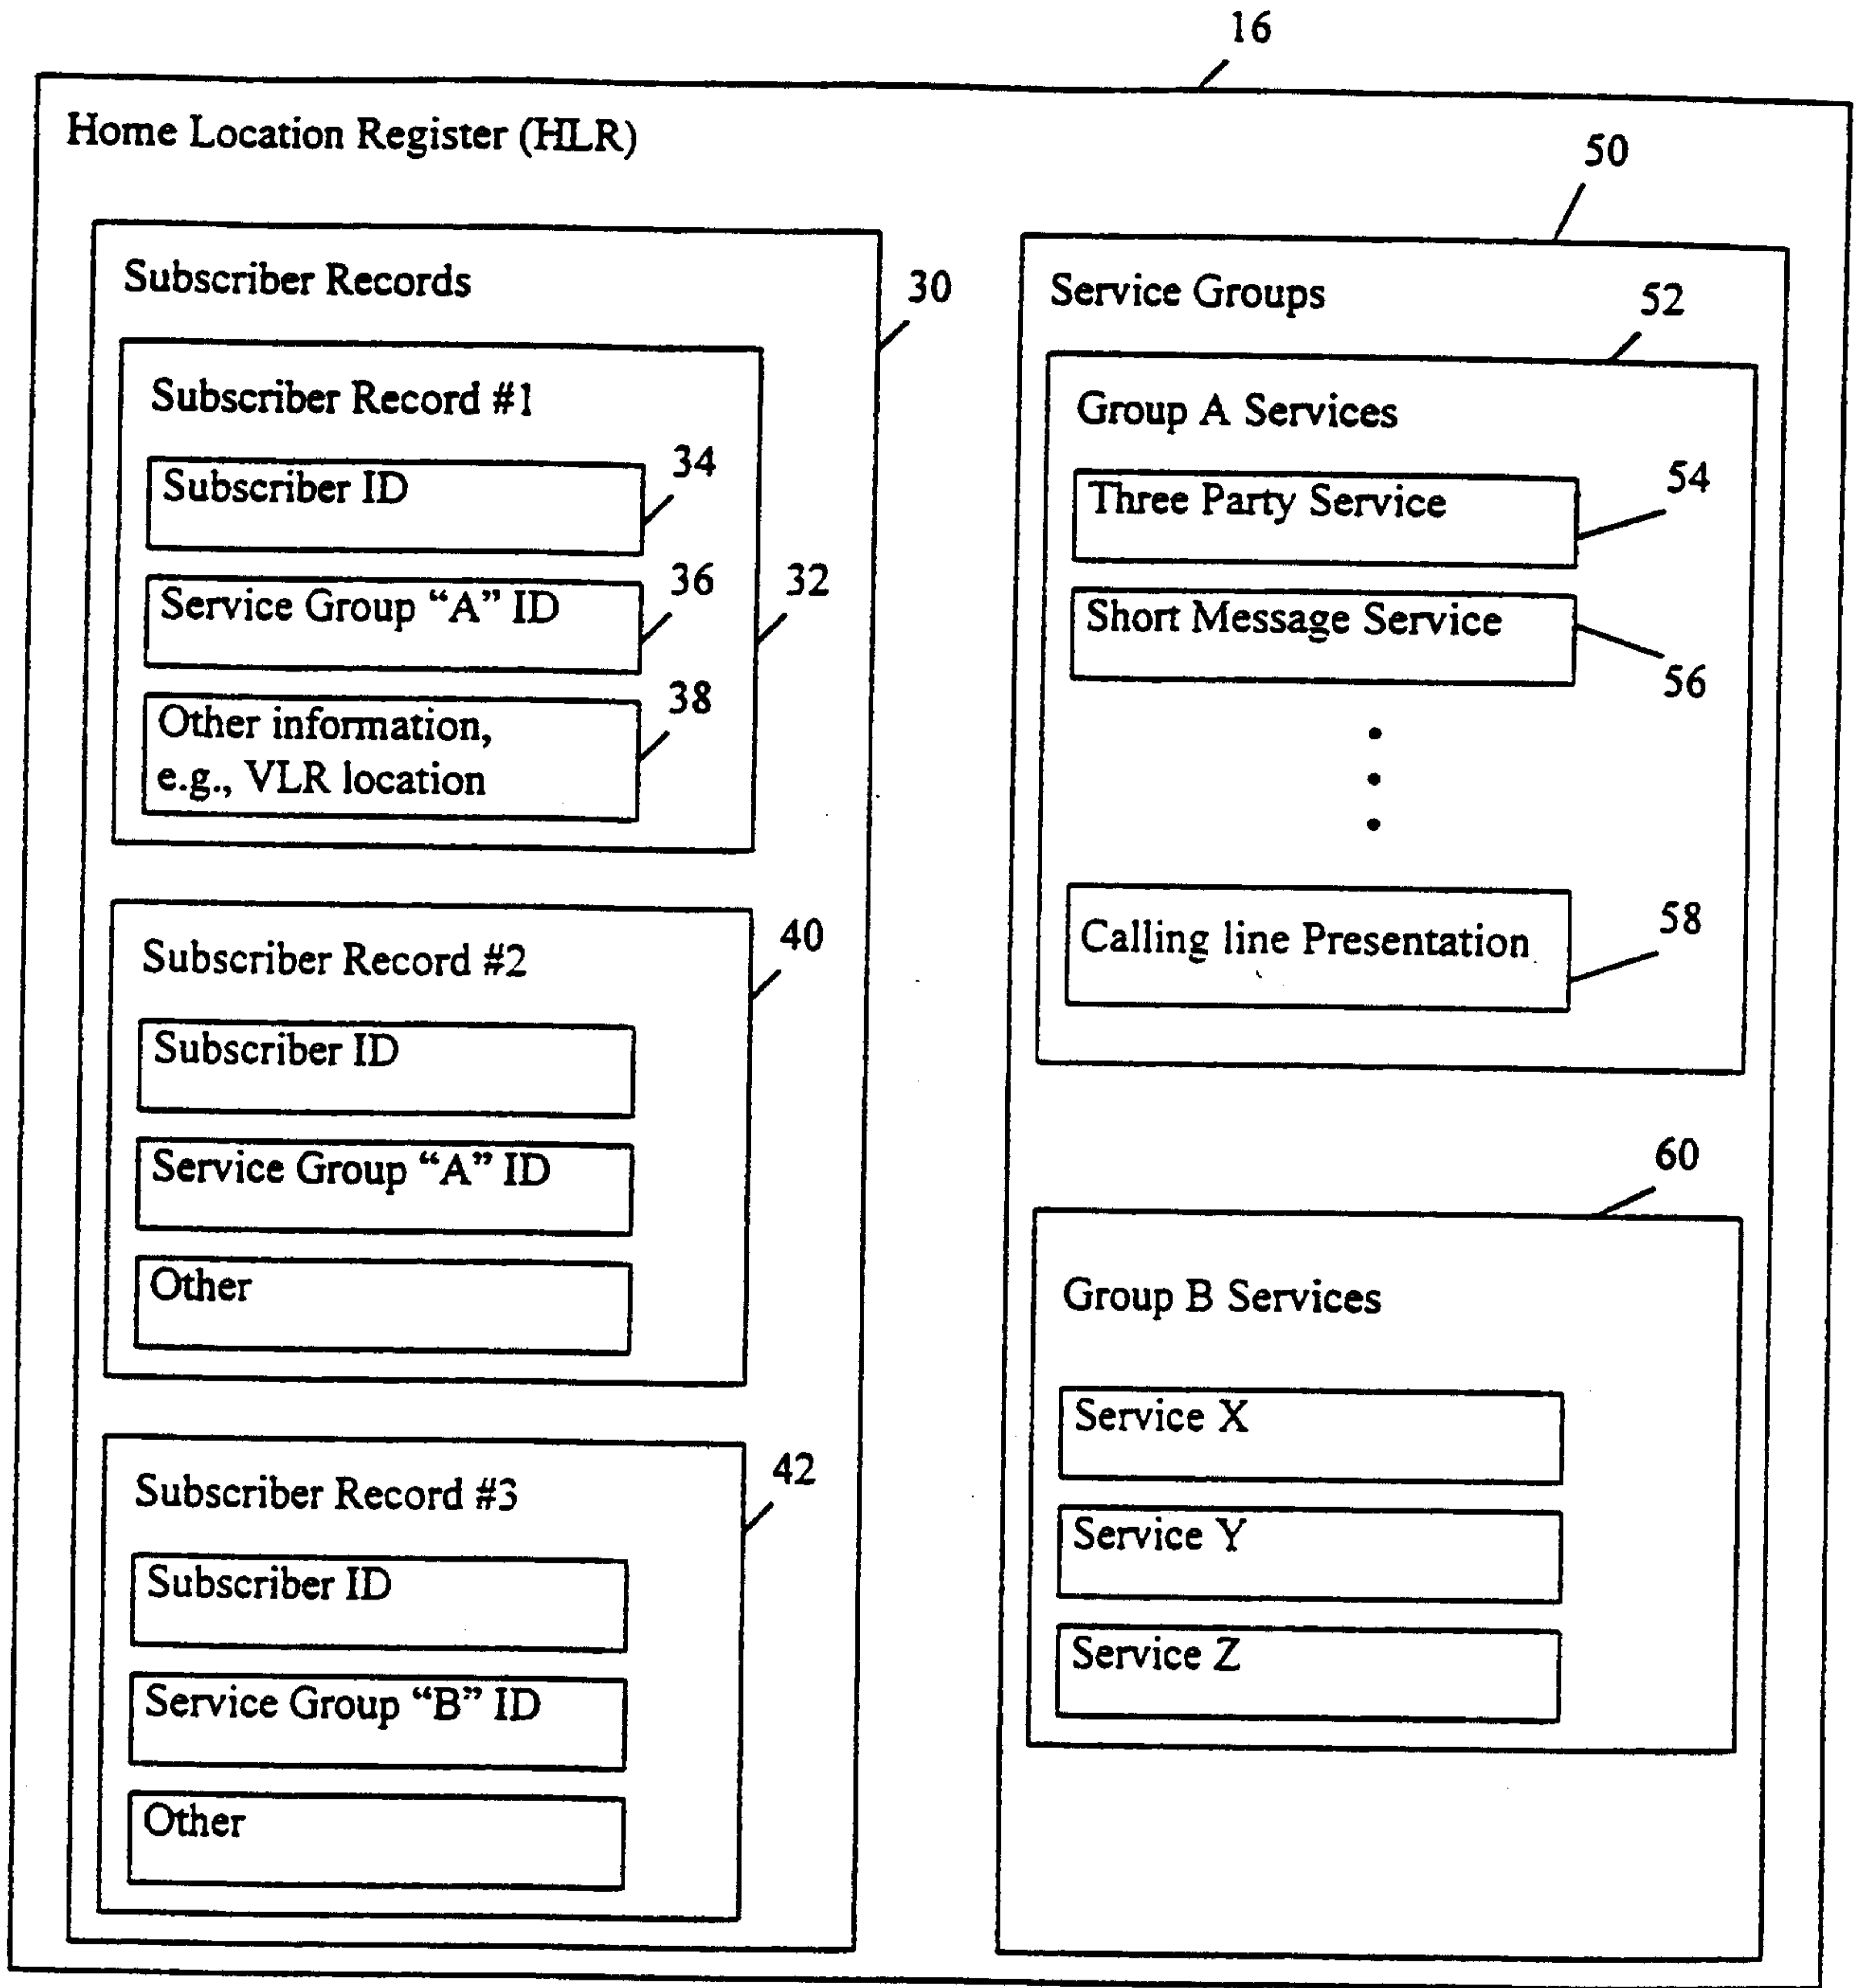 16
Home Location Register (HLR)
50
Subscriber Records
30
Service Groups
52
Subscriber Record #1
Subscriber ID
34
Service Group “A” ID
36
32
Other information,
e.g., VLR location
38
Group A Services
Three Party Service
54
Short Message Service
56
Calling line Presentation
58
Subscriber Record #2
40
Subscriber ID
Service Group “A” ID
Other
60
Group B Services
Service X
Service Y
Service Z
Subscriber Record #3
42
Subscriber ID
Service Group “B” ID
Other